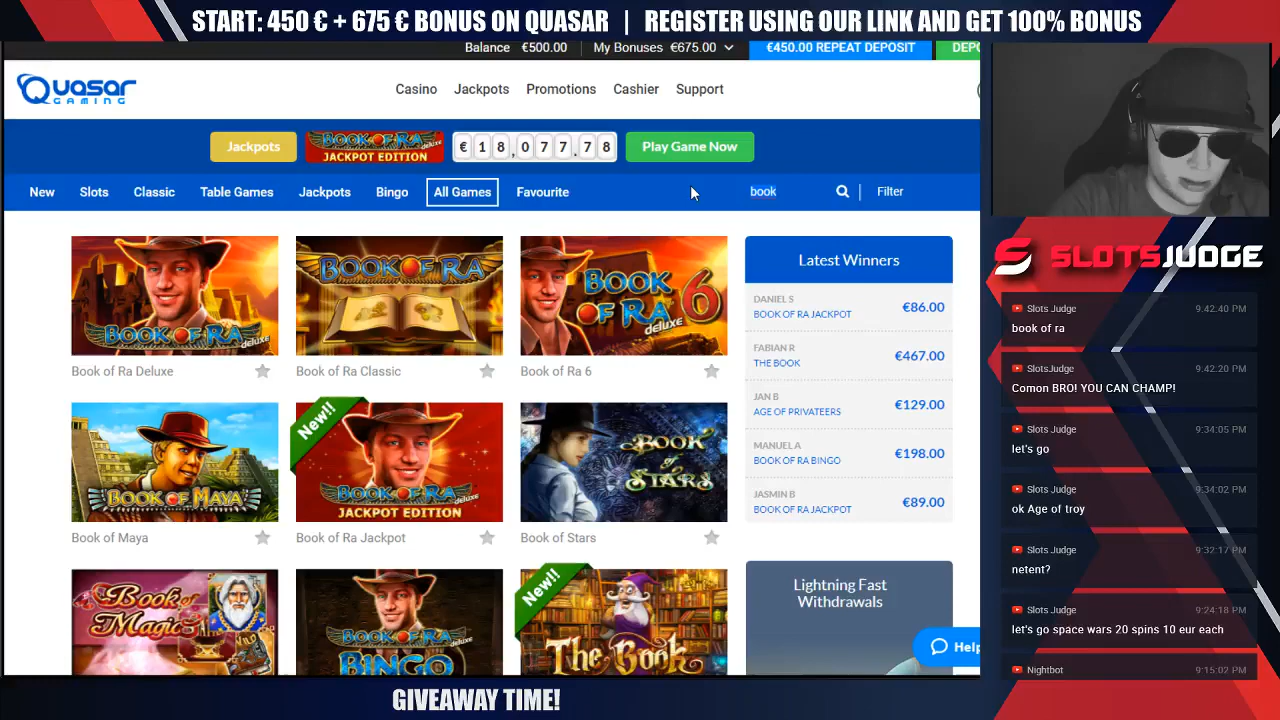 START: 450 € + 675 € BONUS ON QUASAR | REGISTER USING OUR LINK AND GET 100% BONUS
Balance €500.00 My Bonuses €675.00 €450.00 REPEAT DEPOSIT DEPO
Quasar
GAMING
Casino Jackpots Promotions Cashier Support
Jackpots
BOOK OF RA deluxe
JACKPOT EDITION
€ 18,077.78
Play Game Now
New Slots Classic Table Games Jackpots Bingo All Games Favourite book Filter
BOOK OF RA deluxe
Book of Ra Deluxe
BOOK OF RA
Book of Ra Classic
BOOK OF RA 6 deluxe
Book of Ra 6
BOOK OF MAYA
Book of Maya
New!!
BOOK OF RA deluxe
JACKPOT EDITION
Book of Ra Jackpot
BOOK of STARS
Book of Stars
Book of Magic
WILD
BOOK OF RA deluxe
BINGO
New!!
The Book
Latest Winners
DANIEL S
BOOK OF RA JACKPOT €86.00
FABIAN R
THE BOOK €467.00
JAN B
AGE OF PRIVATEERS €129.00
MANUELA
BOOK OF RA BINGO €198.00
JASMIN B
BOOK OF RA JACKPOT €89.00
Lightning Fast
Withdrawals
Help
SLOTSJUDGE
Slots Judge 9:42:40 PM
book of ra
SlotsJudge 9:42:20 PM
Comon BRO! YOU CAN CHAMP!
Slots Judge 9:34:05 PM
let's go
Slots Judge 9:34:02 PM
ok Age of troy
Slots Judge 9:32:17 PM
netent?
Slots Judge 9:24:18 PM
let's go space wars 20 spins 10 eur each
Nightbot 9:15:02 PM
GIVEAWAY TIME!